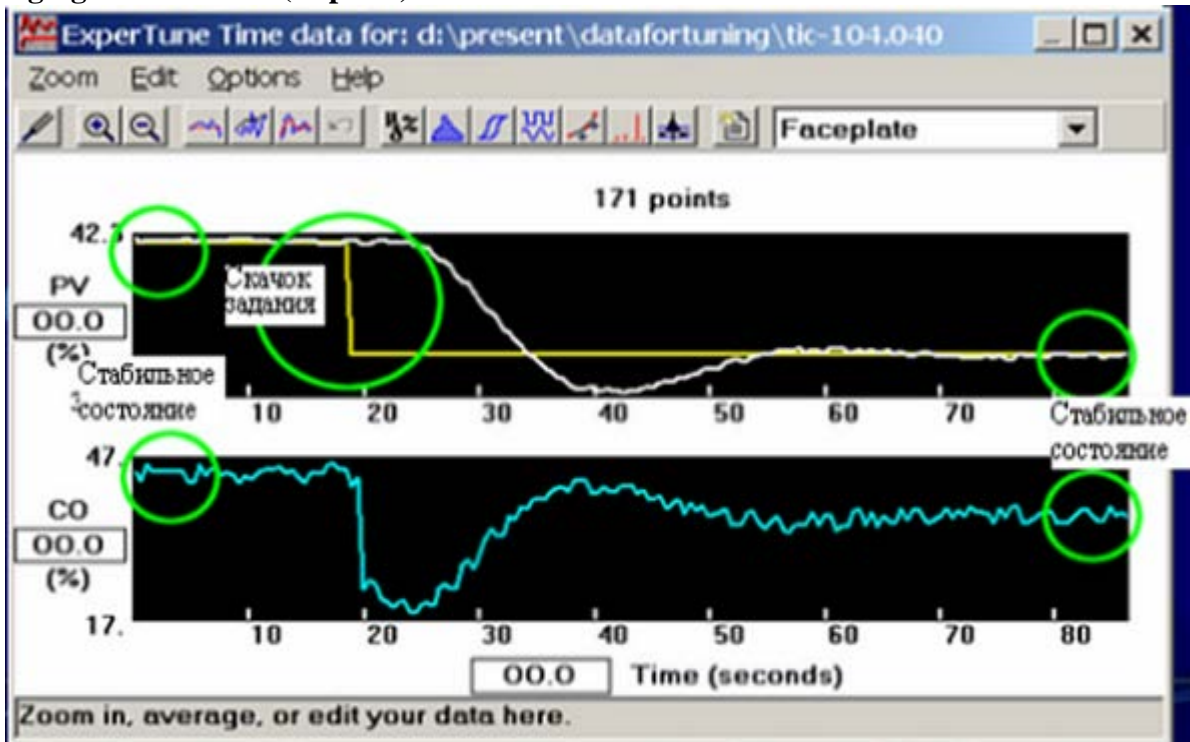 ExperTune Time data for: d:\present\datafortuning\tic-104.040
Zoom Edit Options Help
Faceplate
171 points
42.3
PV
00.0
(%)
Скачок
задания
Стабильное
состояние
10 20 30 40 50 60 70
Стабильное
состояние
47.
CO
00.0
(%)
17.
10 20 30 40 50 60 70 80
00.0 Time (seconds)
Zoom in, average, or edit your data here.